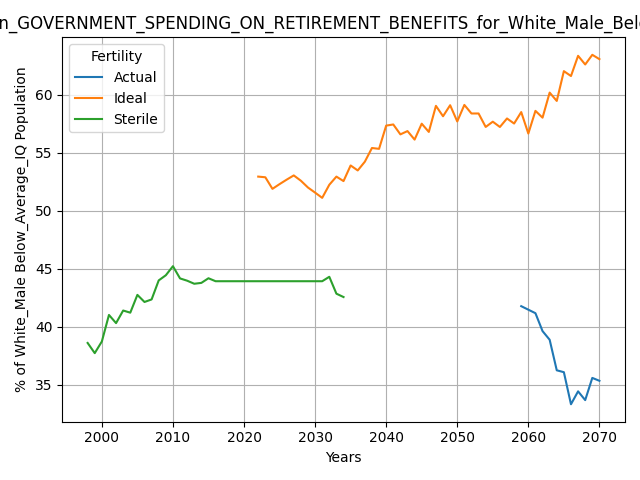 n_GOVERNMENT_SPENDING_ON_RETIREMENT_BENEFITS_for_White_Male_Bel
Fertility
Actual
Ideal
Sterile
% of White_Male Below_Average_IQ Population
60
55
50
45
40
35
2000 2010 2020 2030 2040 2050 2060 2070
Years